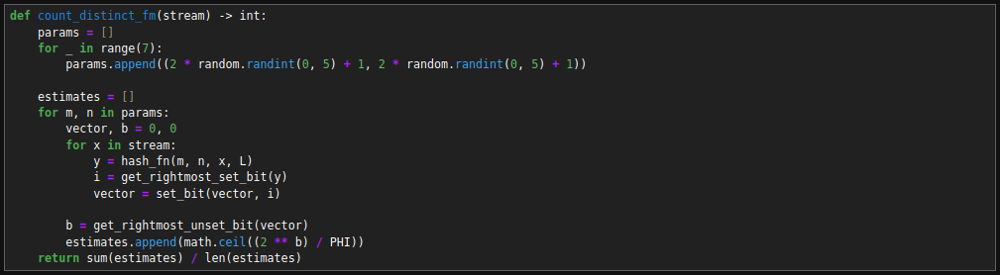 def count_distinct_fm(stream) -> int:
    params = []
    for _ in range(7):
        params.append((2 * random.randint(0, 5) + 1, 2 * random.randint(0, 5) + 1))

    estimates = []
    for m, n in params:
        vector, b = 0, 0
        for x in stream:
            y = hash_fn(m, n, x, L)
            i = get_rightmost_set_bit(y)
            vector = set_bit(vector, i)

        b = get_rightmost_unset_bit(vector)
        estimates.append(math.ceil((2 ** b) / PHI))
    return sum(estimates) / len(estimates)